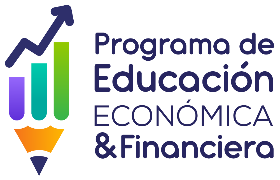 Programa de
Educación
ECONÓMICA
&Financiera